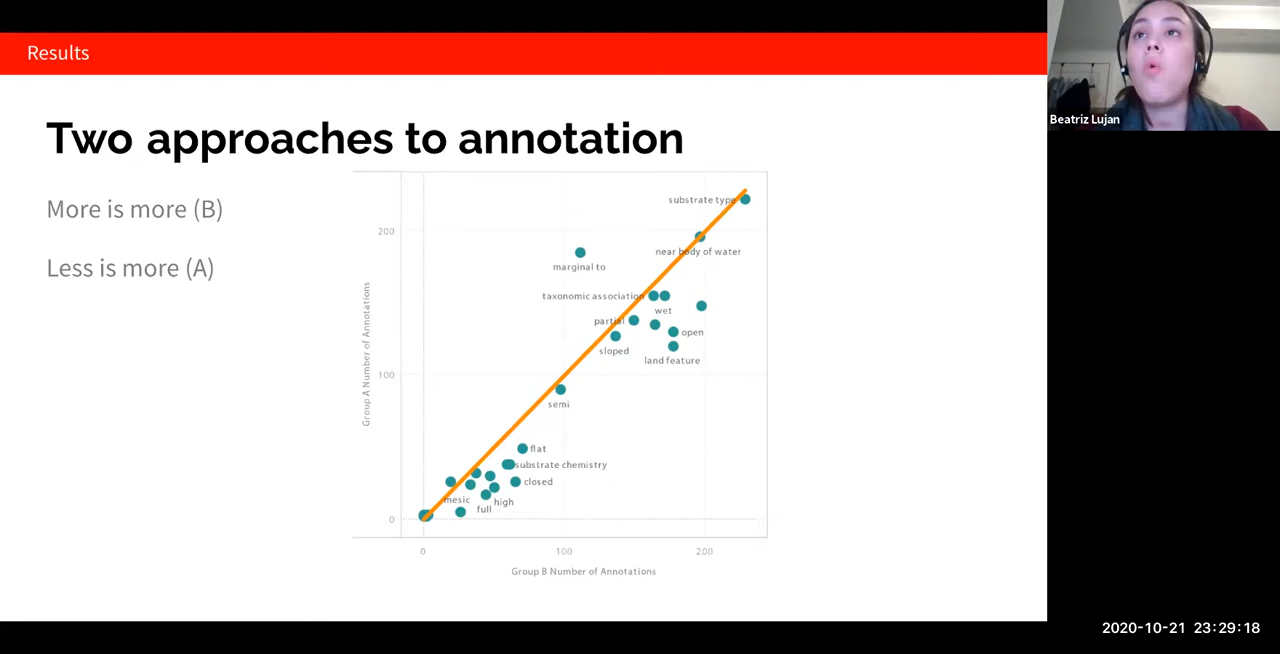 Results
Two approaches to annotation
More is more (B)
Less is more (A)
Beatriz Lujan
Group A Number of Annotations
200
100
0
substrate type
near body of water
marginal to
taxonomic association
wet
partial
open
sloped
land feature
semi
flat
substrate chemistry
closed
mesic
high
full
0
100
200
Group B Number of Annotations
2020-10-21 23:29:18